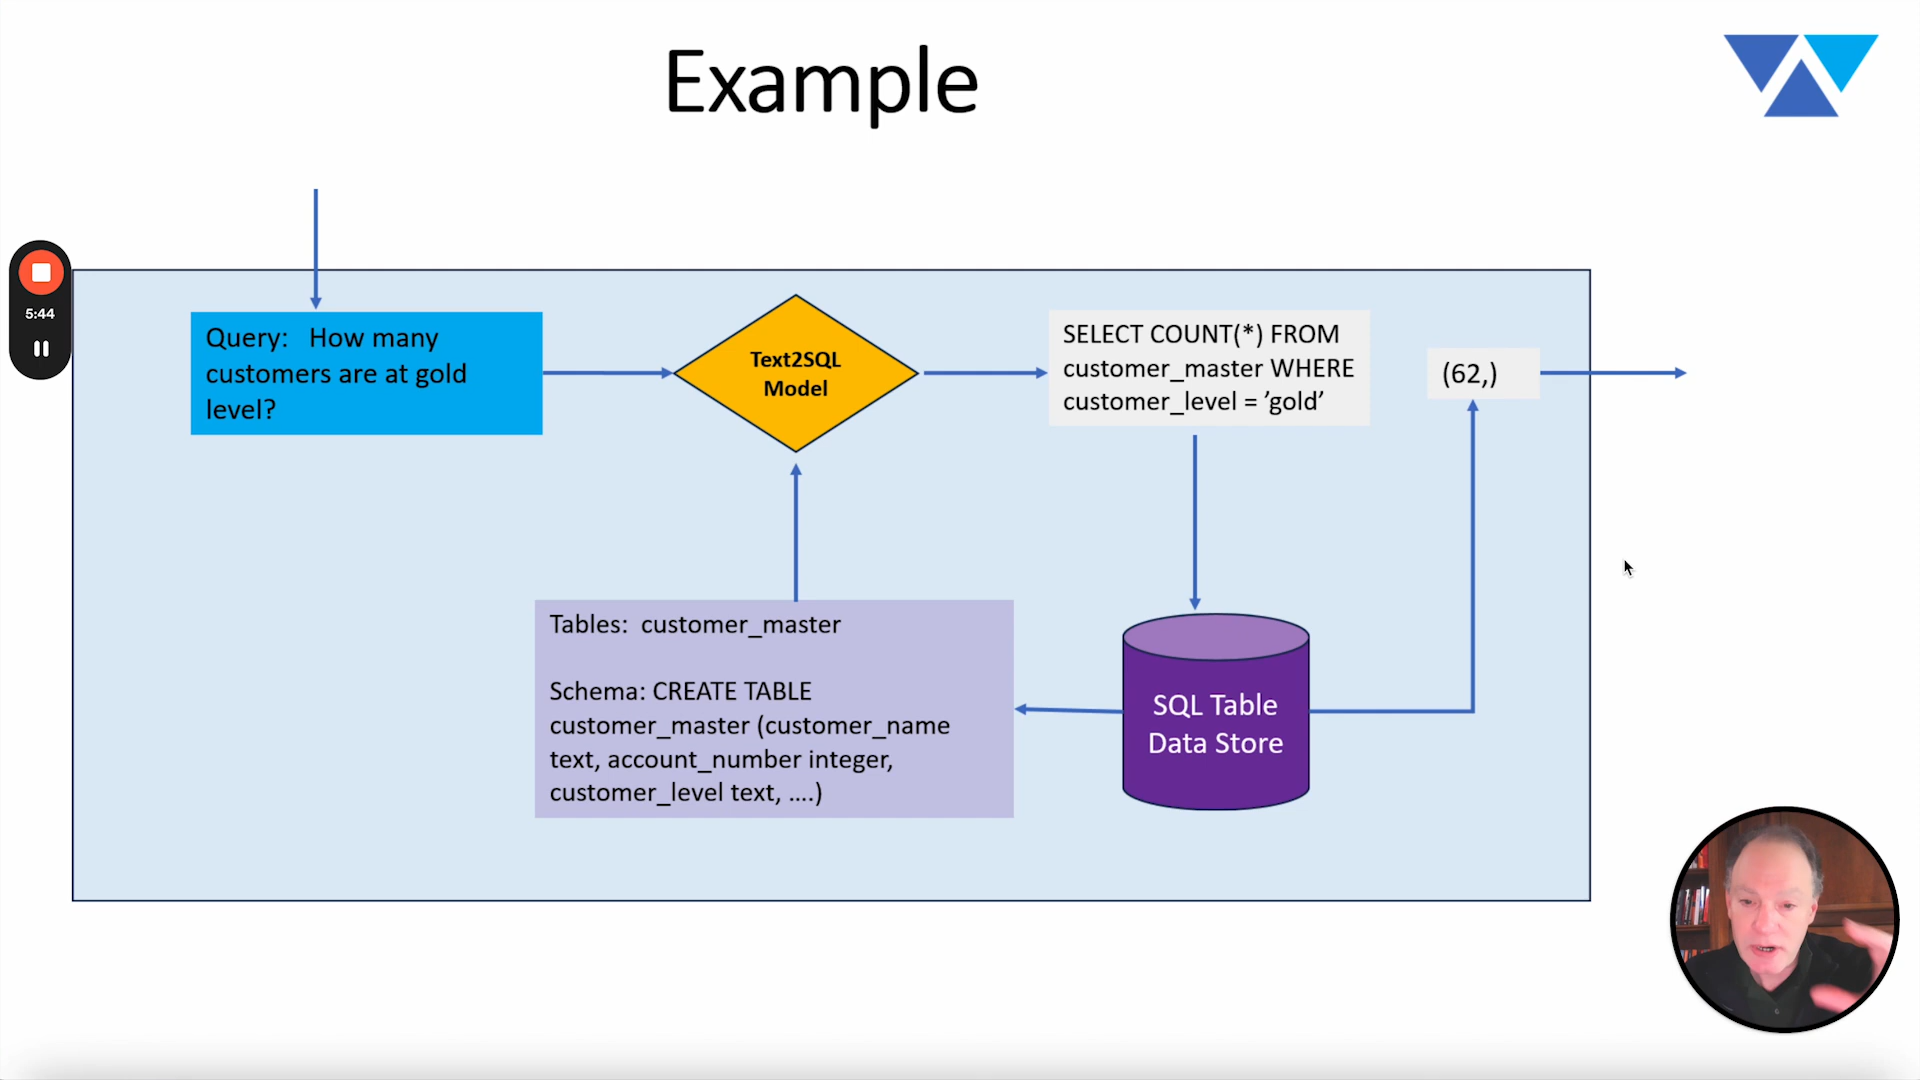 Example
5:44
Query:   How many
customers are at gold
level?
Text2SQL
Model
SELECT COUNT(*) FROM
customer_master WHERE
customer_level = ’gold’
(62,)
Tables:  customer_master
Schema: CREATE TABLE
customer_master (customer_name
text, account_number integer,
customer_level text, ....)
SQL Table
Data Store